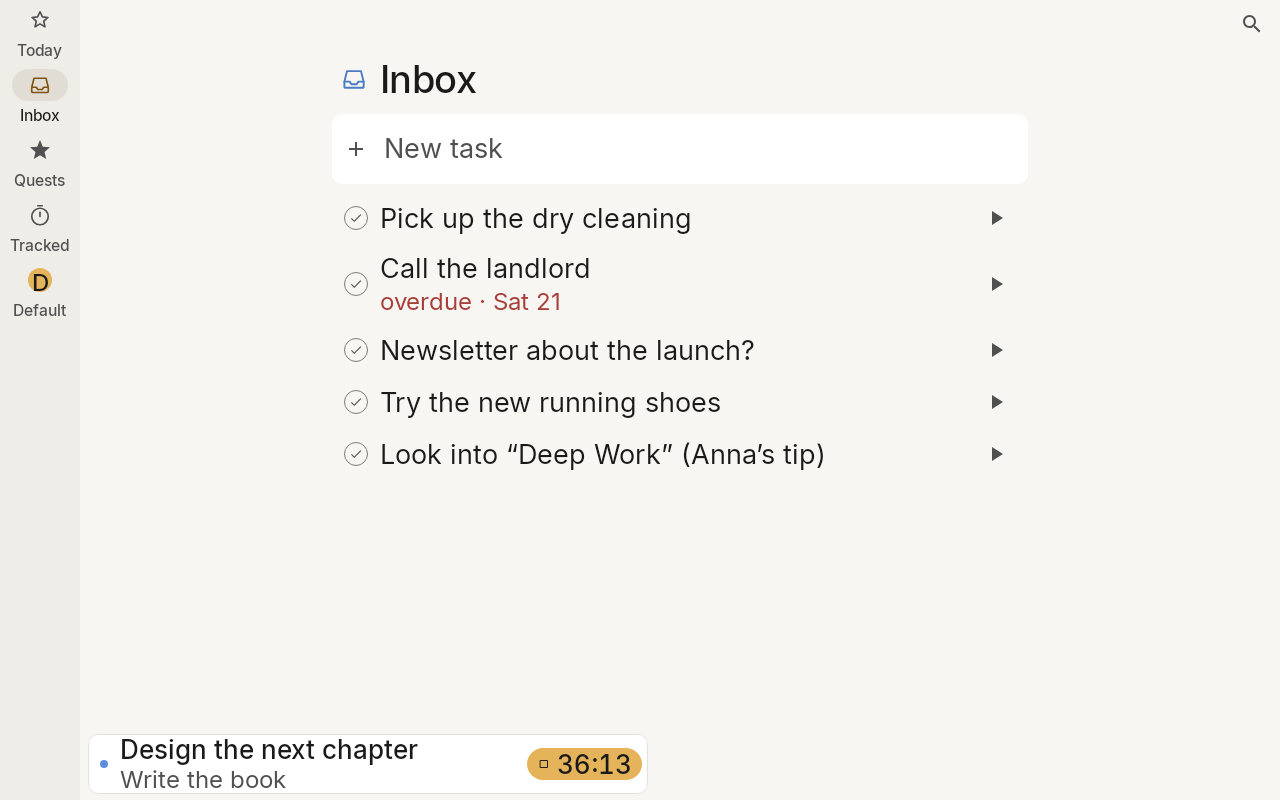 Today
Inbox
Quests
Tracked
D
Default
Inbox
New task
Pick up the dry cleaning
Call the landlord
overdue · Sat 21
Newsletter about the launch?
Try the new running shoes
Look into “Deep Work” (Anna’s tip)
Design the next chapter
Write the book
36:13